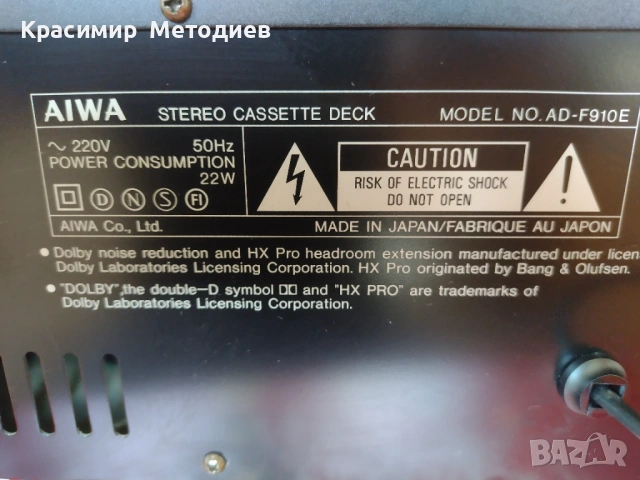 Красимир Методиев
AIWA STEREO CASSETTE DECK MODEL NO. AD-F910E
~ 220V 50Hz
POWER CONSUMPTION
22W
D N S FI
CAUTION
RISK OF ELECTRIC SHOCK
DO NOT OPEN
AIWA Co., Ltd. MADE IN JAPAN/FABRIQUE AU JAPON
• Dolby noise reduction and HX Pro headroom extension manufactured under licen
Dolby Laboratories Licensing Corporation. HX Pro originated by Bang & Olufsen.
• "DOLBY",the double-D symbol and "HX PRO" are trademarks of
Dolby Laboratories Licensing Corporation.
BAZAR